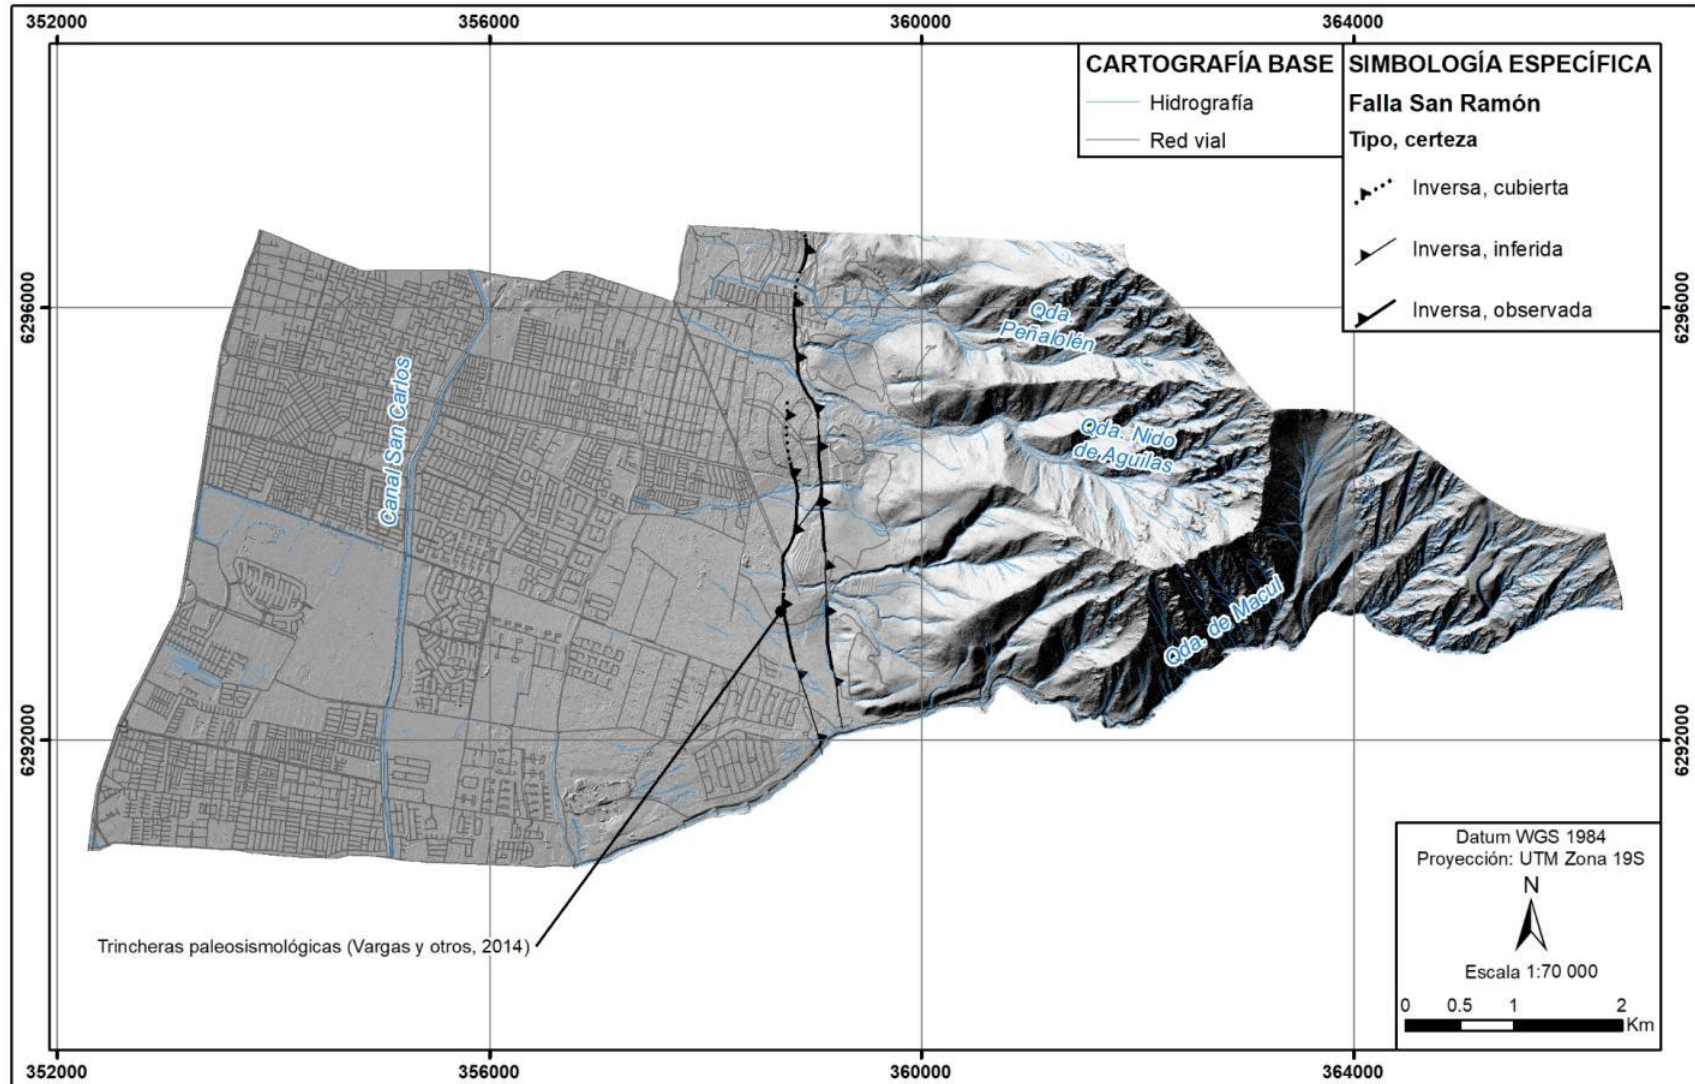 352000
356000
360000
364000
CARTOGRAFÍA BASE
Hidrografía
Red vial
SIMBOLOGÍA ESPECÍFICA
Falla San Ramón
Tipo, certeza
Inversa, cubierta
Inversa, inferida
Inversa, observada
6296000
6296000
Qda.
Peñalolén
Canal San Carlos
Qda. Nido
de Aguilas
Qda. de Macul
6292000
6292000
Trincheras paleosismológicas (Vargas y otros, 2014)
Datum WGS 1984
Proyección: UTM Zona 19S
N
Escala 1:70 000
0 0.5 1 2
Km
352000
356000
360000
364000